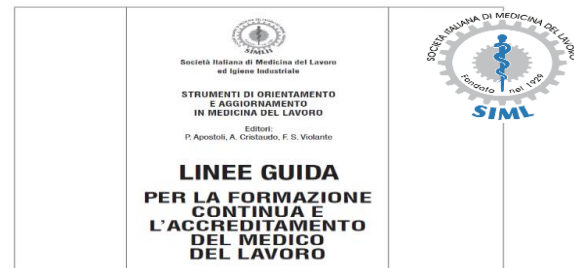 SIMLII
Società Italiana di Medicina del Lavoro
ed Igiene Industriale
STRUMENTI DI ORIENTAMENTO
E AGGIORNAMENTO
IN MEDICINA DEL LAVORO
Editori:
P. Apostoli, A. Cristaudo, F. S. Violante
LINEE GUIDA
PER LA FORMAZIONE
CONTINUA E
L'ACCREDITAMENTO
DEL MEDICO
DEL LAVORO
SOCIETÀ ITALIANA DI MEDICINA DEL LAVORO
Fondata nel 1929
SIML